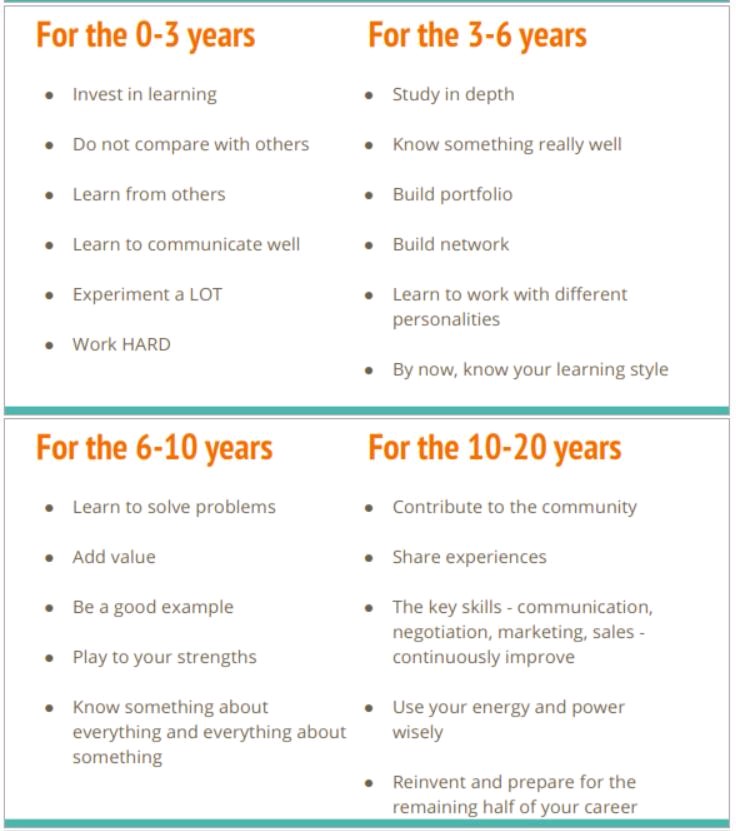 For the 0-3 years
Invest in learning
Do not compare with others
Learn from others
Learn to communicate well
Experiment a LOT
Work HARD
For the 3-6 years
Study in depth
Know something really well
Build portfolio
Build network
Learn to work with different
personalities
By now, know your learning style
For the 6-10 years
Learn to solve problems
Add value
Be a good example
Play to your strengths
Know something about
everything and everything about
something
For the 10-20 years
Contribute to the community
Share experiences
The key skills - communication,
negotiation, marketing, sales -
continuously improve
Use your energy and power
wisely
Reinvent and prepare for the
remaining half of your career